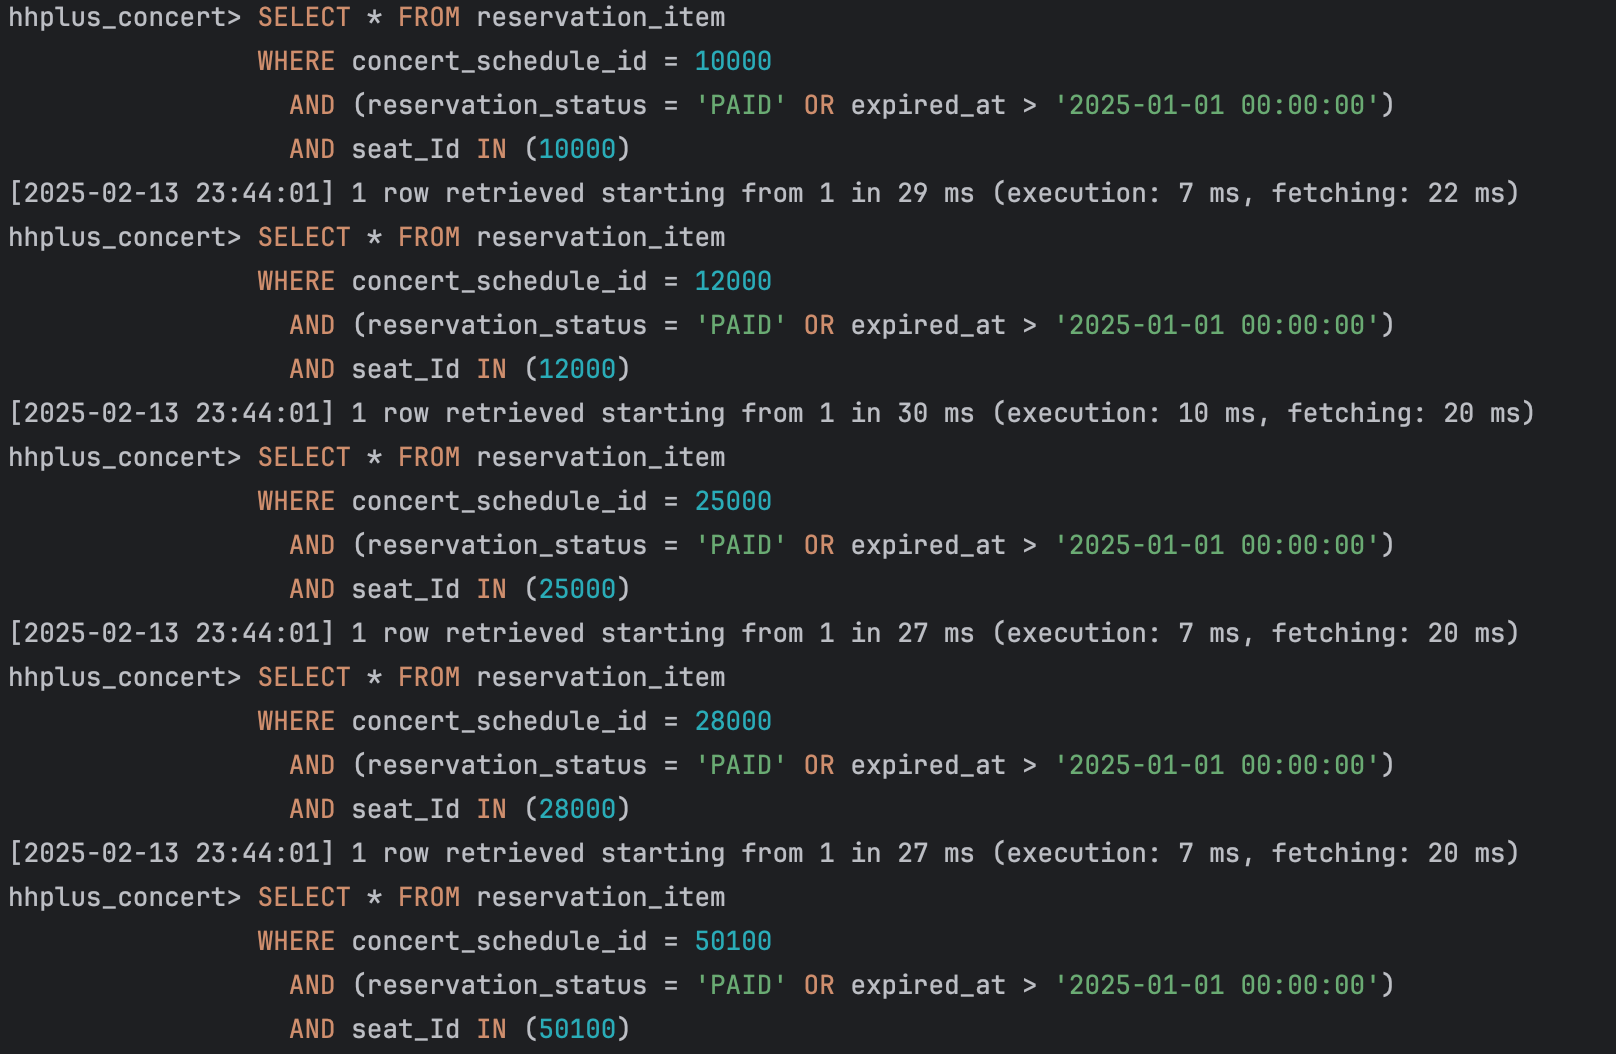 hhplus_concert> SELECT * FROM reservation_item
WHERE concert_schedule_id = 10000
AND (reservation_status = 'PAID' OR expired_at > '2025-01-01 00:00:00')
AND seat_Id IN (10000)
[2025-02-13 23:44:01] 1 row retrieved starting from 1 in 29 ms (execution: 7 ms, fetching: 22 ms)
hhplus_concert> SELECT * FROM reservation_item
WHERE concert_schedule_id = 12000
AND (reservation_status = 'PAID' OR expired_at > '2025-01-01 00:00:00')
AND seat_Id IN (12000)
[2025-02-13 23:44:01] 1 row retrieved starting from 1 in 30 ms (execution: 10 ms, fetching: 20 ms)
hhplus_concert> SELECT * FROM reservation_item
WHERE concert_schedule_id = 25000
AND (reservation_status = 'PAID' OR expired_at > '2025-01-01 00:00:00')
AND seat_Id IN (25000)
[2025-02-13 23:44:01] 1 row retrieved starting from 1 in 27 ms (execution: 7 ms, fetching: 20 ms)
hhplus_concert> SELECT * FROM reservation_item
WHERE concert_schedule_id = 28000
AND (reservation_status = 'PAID' OR expired_at > '2025-01-01 00:00:00')
AND seat_Id IN (28000)
[2025-02-13 23:44:01] 1 row retrieved starting from 1 in 27 ms (execution: 7 ms, fetching: 20 ms)
hhplus_concert> SELECT * FROM reservation_item
WHERE concert_schedule_id = 50100
AND (reservation_status = 'PAID' OR expired_at > '2025-01-01 00:00:00')
AND seat_Id IN (50100)